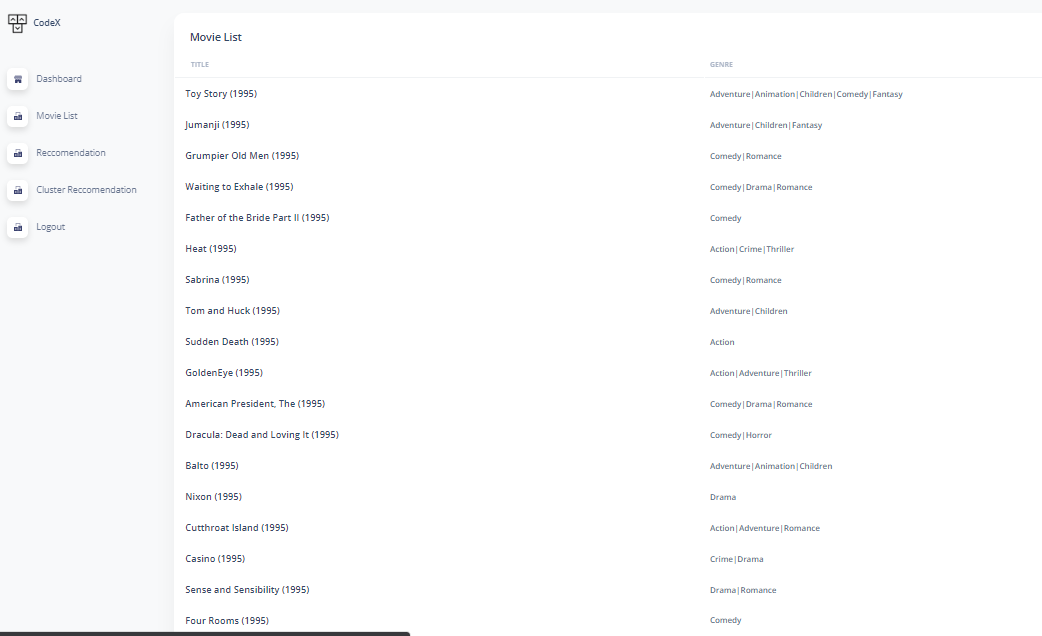 CodeX
Dashboard
Movie List
Reccomendation
Cluster Reccomendation
Logout
Movie List
TITLE GENRE
Toy Story (1995) Adventure|Animation|Children|Comedy|Fantasy
Jumanji (1995) Adventure|Children|Fantasy
Grumpier Old Men (1995) Comedy|Romance
Waiting to Exhale (1995) Comedy|Drama|Romance
Father of the Bride Part II (1995) Comedy
Heat (1995) Action|Crime|Thriller
Sabrina (1995) Comedy|Romance
Tom and Huck (1995) Adventure|Children
Sudden Death (1995) Action
GoldenEye (1995) Action|Adventure|Thriller
American President, The (1995) Comedy|Drama|Romance
Dracula: Dead and Loving It (1995) Comedy|Horror
Balto (1995) Adventure|Animation|Children
Nixon (1995) Drama
Cutthroat Island (1995) Action|Adventure|Romance
Casino (1995) Crime|Drama
Sense and Sensibility (1995) Drama|Romance
Four Rooms (1995) Comedy